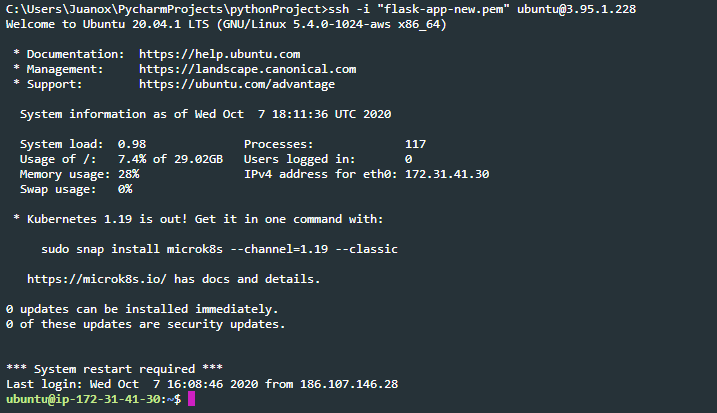 C:\Users\Juanox\PycharmProjects\pythonProject>ssh -i "flask-app-new.pem" ubuntu@3.95.1.228
Welcome to Ubuntu 20.04.1 LTS (GNU/Linux 5.4.0-1024-aws x86_64)
* Documentation:  https://help.ubuntu.com
* Management:     https://landscape.canonical.com
* Support:        https://ubuntu.com/advantage
System information as of Wed Oct  7 18:11:36 UTC 2020
System load:  0.98               Processes:             117
Usage of /:   7.4% of 29.02GB   Users logged in:       0
Memory usage: 28%                IPv4 address for eth0: 172.31.41.30
Swap usage:   0%
* Kubernetes 1.19 is out! Get it in one command with:
sudo snap install microk8s --channel=1.19 --classic
https://microk8s.io/ has docs and details.
0 updates can be installed immediately.
0 of these updates are security updates.
*** System restart required ***
Last login: Wed Oct  7 16:08:46 2020 from 186.107.146.28
ubuntu@ip-172-31-41-30:~$